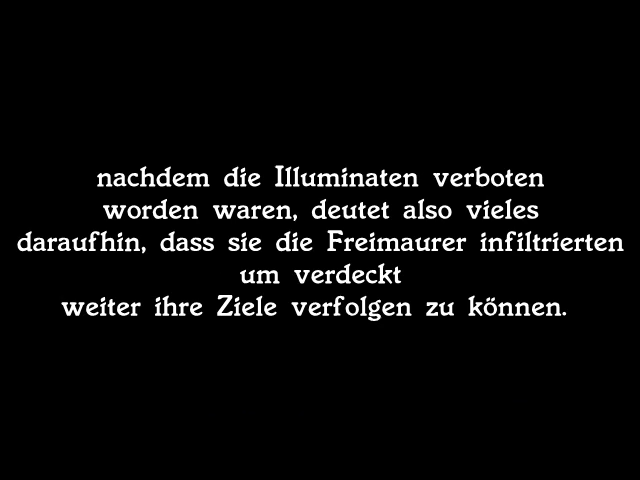 nachdem die Illuminaten verboten
worden waren, deutet also vieles
daraufhin, dass sie die Freimaurer infiltrierten
um verdeckt
weiter ihre Ziele verfolgen zu können.